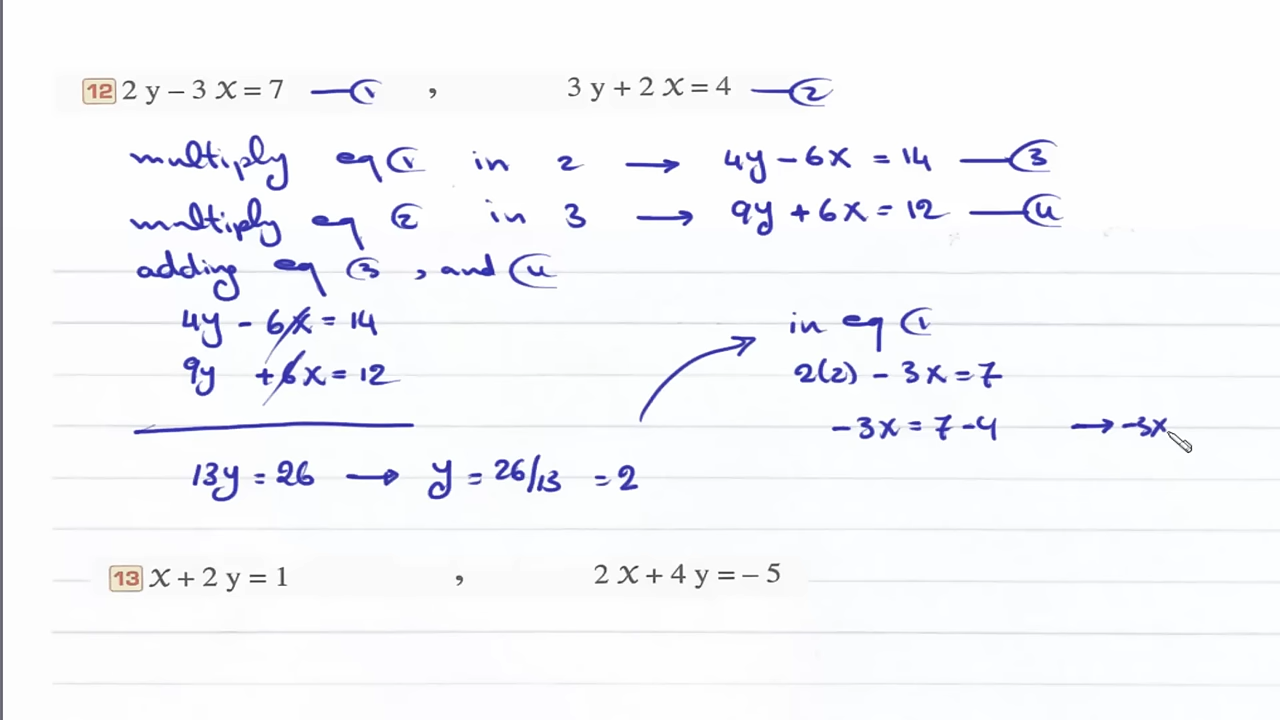 12 2 y – 3 x = 7 —① , 3 y + 2 x = 4 —②
multiply eq ① in 2 → 4y - 6x = 14 —③
multiply eq ② in 3 → 9y + 6x = 12 —④
adding eq ③ , and ④
4y - 6x = 14
9y + 6x = 12
13y = 26 → y = 26/13 = 2
in eq ①
2(2) - 3x = 7
-3x = 7 - 4 → -3x
13 x + 2 y = 1 , 2 x + 4 y = – 5